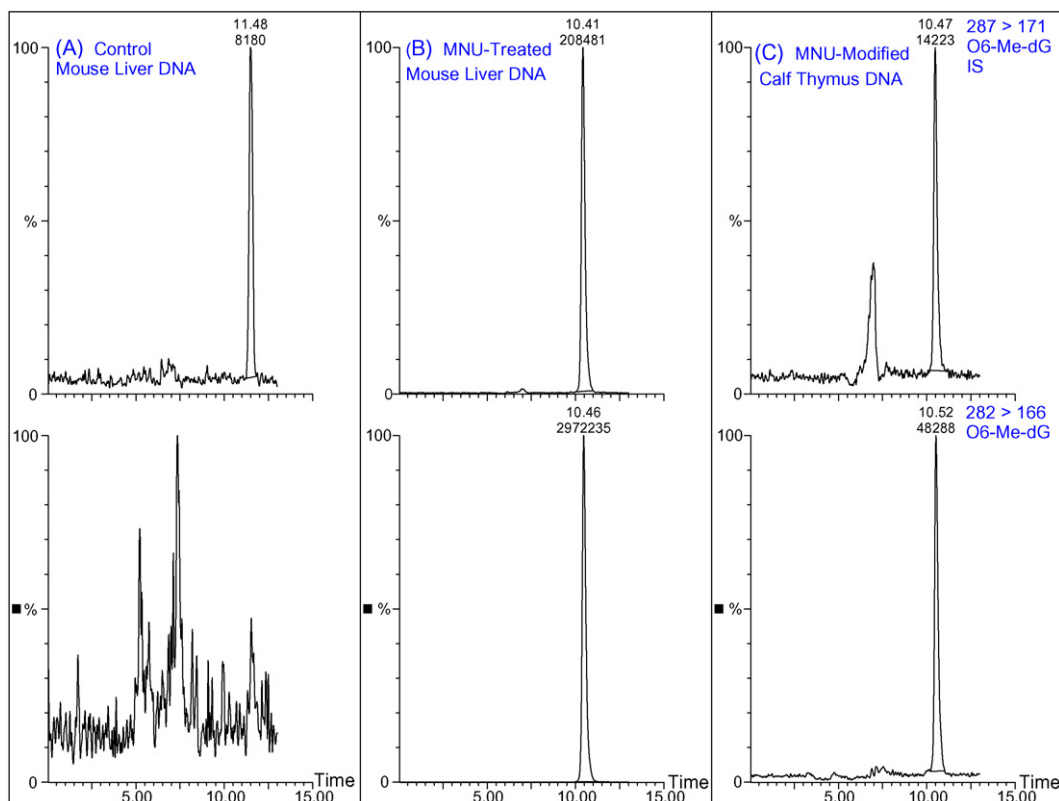 11.48
8180
100
(A) Control
Mouse Liver DNA
%
0
10.41
208481
100
(B) MNU-Treated
Mouse Liver DNA
%
0
10.47
14223
100
287 > 171
O6-Me-dG
IS
(C) MNU-Modified
Calf Thymus DNA
%
0
100
%
0
Time
5.00
10.00
15.00
10.46
2972235
100
%
0
Time
5.00
10.00
15.00
10.52
48288
100
282 > 166
O6-Me-dG
%
0
Time
5.00
10.00
15.00